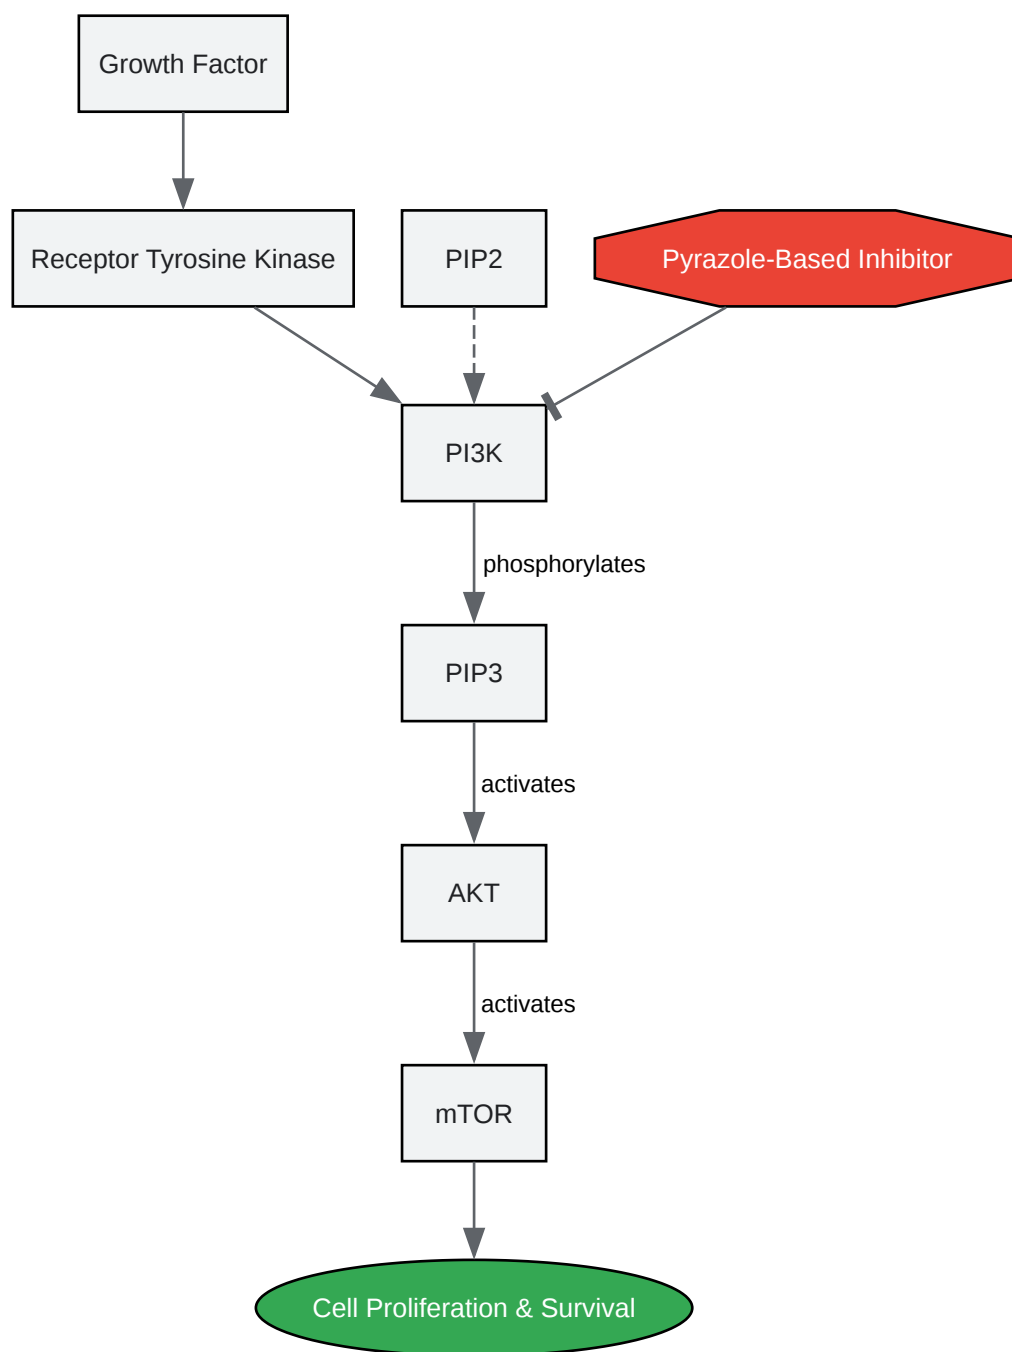 Growth Factor
Receptor Tyrosine Kinase
PIP2
Pyrazole-Based Inhibitor
PI3K
phosphorylates
PIP3
activates
AKT
activates
mTOR
Cell Proliferation & Survival